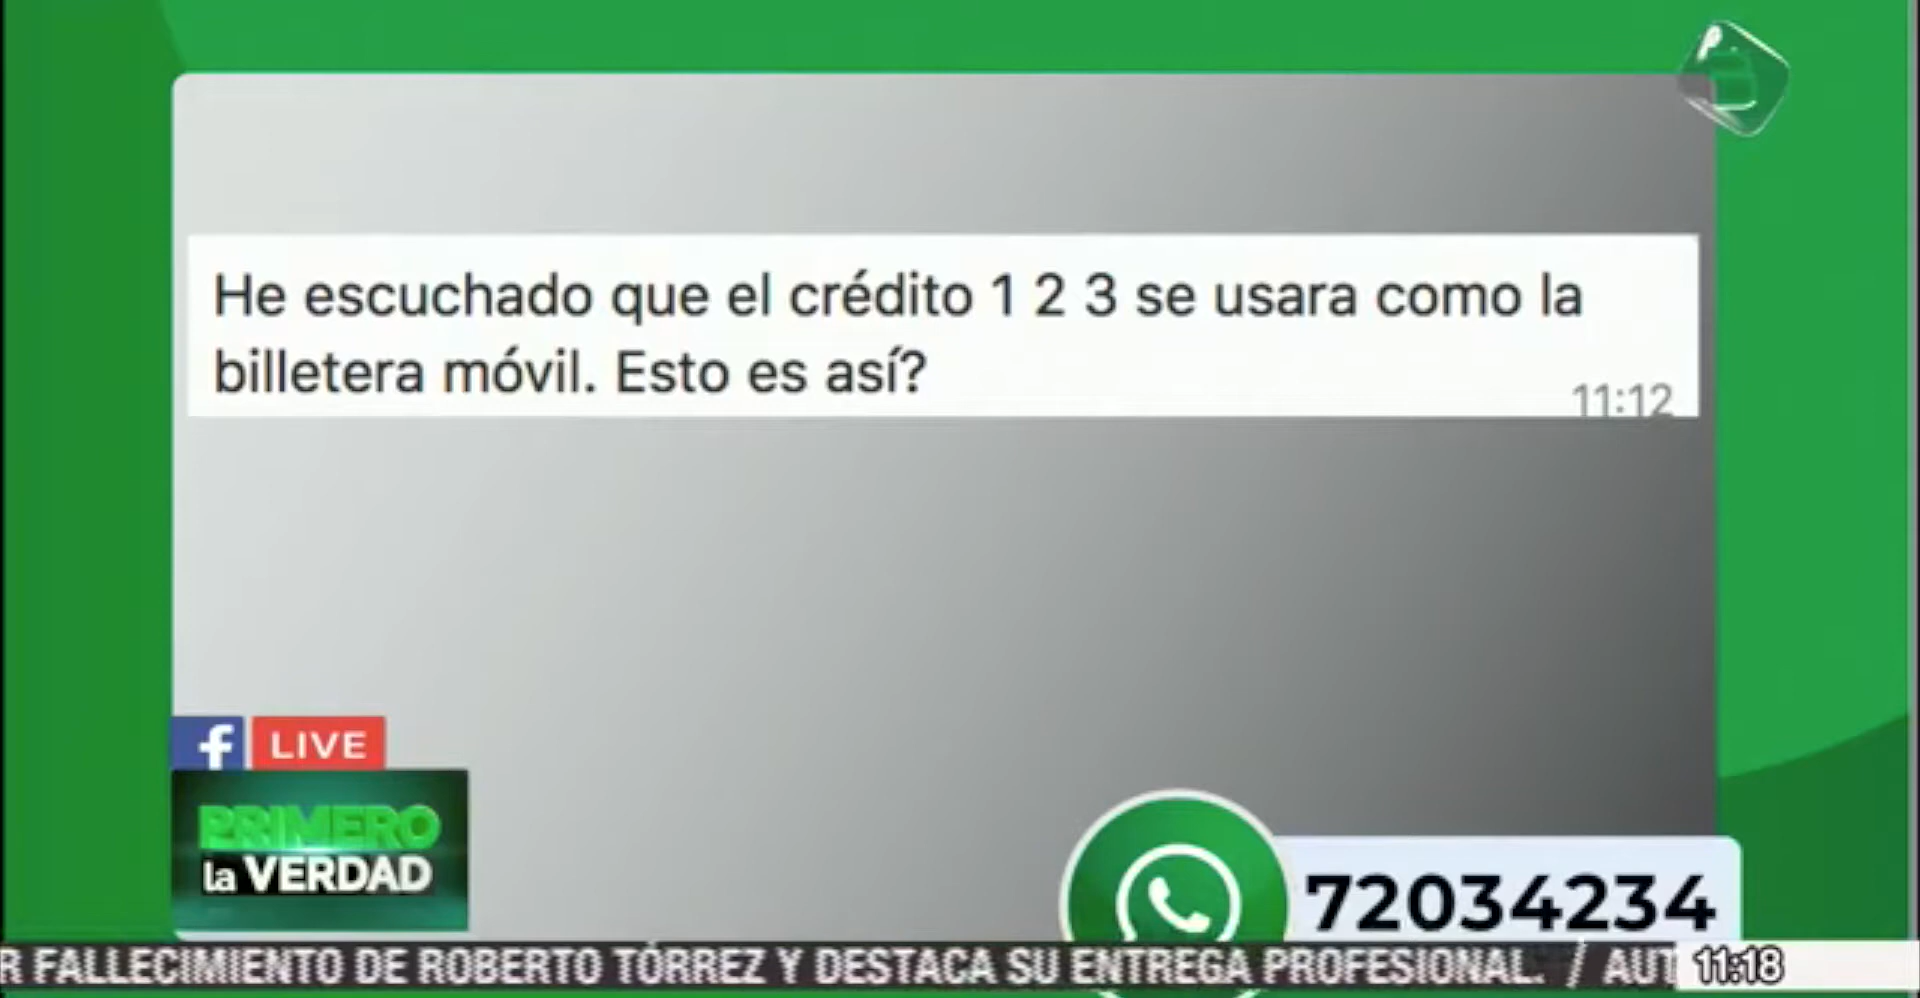 He escuchado que el crédito 1 2 3 se usara como la
billetera móvil. Esto es así?
11:12
f LIVE
PRIMERO
la VERDAD
72034234
R FALLECIMIENTO DE ROBERTO TÓRREZ Y DESTACA SU ENTREGA PROFESIONAL. / AUT 11:18